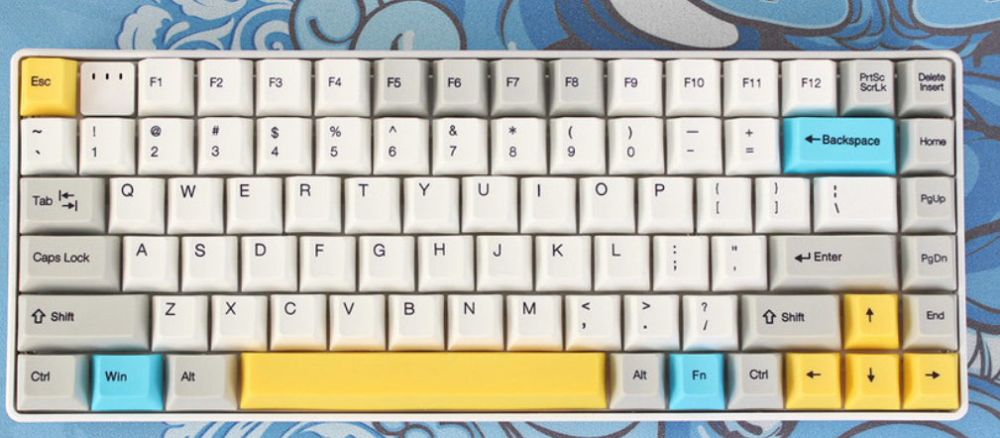 Esc ''' F1 F2 F3 F4 F5 F6 F7 F8 F9 F10 F11 F12 PrtSc Delete
ScrLk Insert
~ ! @ # $ % ^ & * ( ) — +
` 1 2 3 4 5 6 7 8 9 0 - = ←Backspace Home
Tab Q W E R T Y U I O P { } ¦ PgUp
[ ] \
Caps Lock A S D F G H J K L : " ↵ Enter PgDn
; '
⇧ Shift Z X C V B N M < > ? ⇧ Shift ↑ End
, . /
Ctrl Win Alt Alt Fn Ctrl ← ↓ →